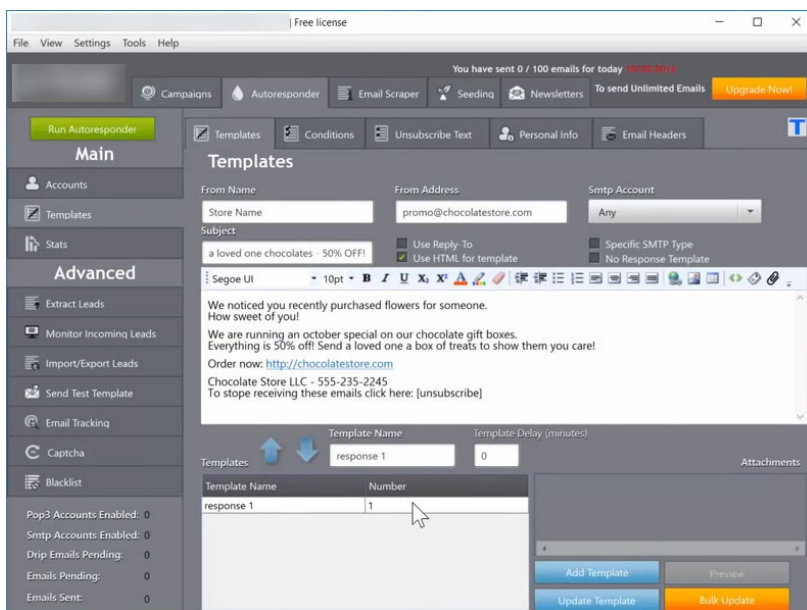 | Free license
File View Settings Tools Help
You have sent 0 / 100 emails for today
Campaigns Autoresponder Email Scraper Seeding Newsletters To send Unlimited Emails Upgrade Now!
Run Autoresponder
Main
Accounts
Templates
Stats
Advanced
Extract Leads
Monitor Incoming Leads
Import/Export Leads
Send Test Template
Email Tracking
Captcha
Blacklist
Pop3 Accounts Enabled: 0
Smtp Accounts Enabled: 0
Drip Emails Pending: 0
Emails Pending: 0
Emails Sent: 0
Templates Conditions Unsubscribe Text Personal Info Email Headers
T
Templates
From Name From Address Smtp Account
Store Name promo@chocolatestore.com Any
Subject
a loved one chocolates - 50% OFF!
Use Reply-To Specific SMTP Type
Use HTML for template No Response Template
Segoe UI 10pt B I U X₂ X² A
We noticed you recently purchased flowers for someone.
How sweet of you!
We are running an october special on our chocolate gift boxes.
Everything is 50% off! Send a loved one a box of treats to show them you care!
Order now: http://chocolatestore.com
Chocolate Store LLC - 555-235-2245
To stope receiving these emails click here: [unsubscribe]
Template Name Template Delay (minutes)
Templates response 1 0 Attachments
Template Name Number
response 1 1
Add Template Preview
Update Template Bulk Update